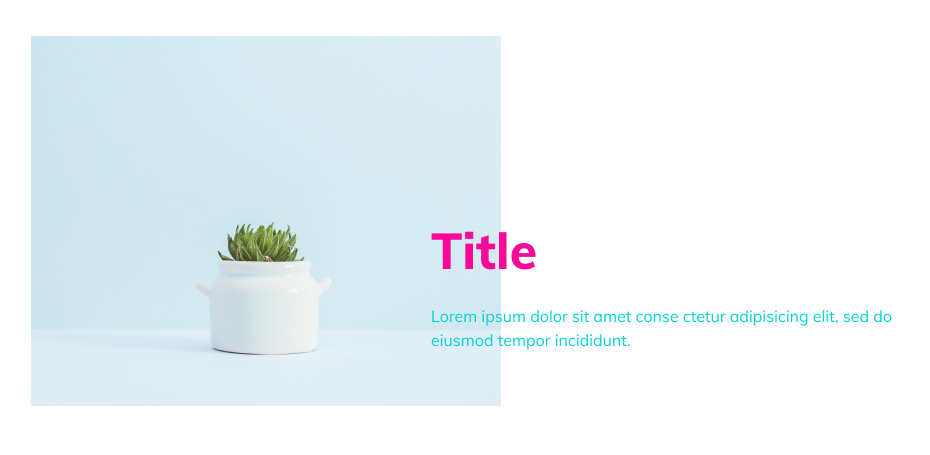 Title
Lorem ipsum dolor sit amet conse ctetur adipisicing elit, sed do
eiusmod tempor incididunt.